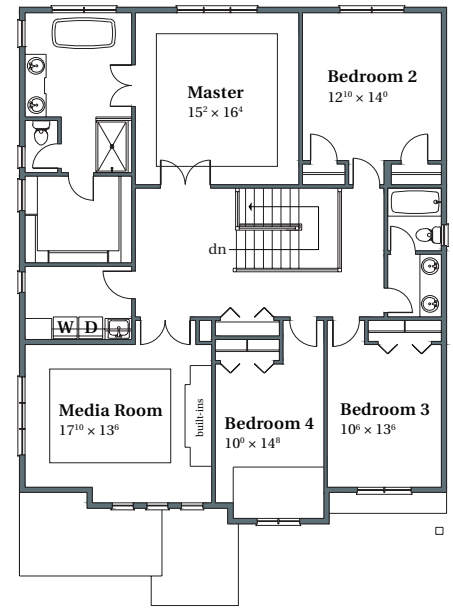 Master
15² × 16⁴
Bedroom 2
12¹⁰ × 14⁰
dn
W D
Media Room
17¹⁰ × 13⁶
built-ins
Bedroom 4
10⁰ × 14⁸
Bedroom 3
10⁶ × 13⁶